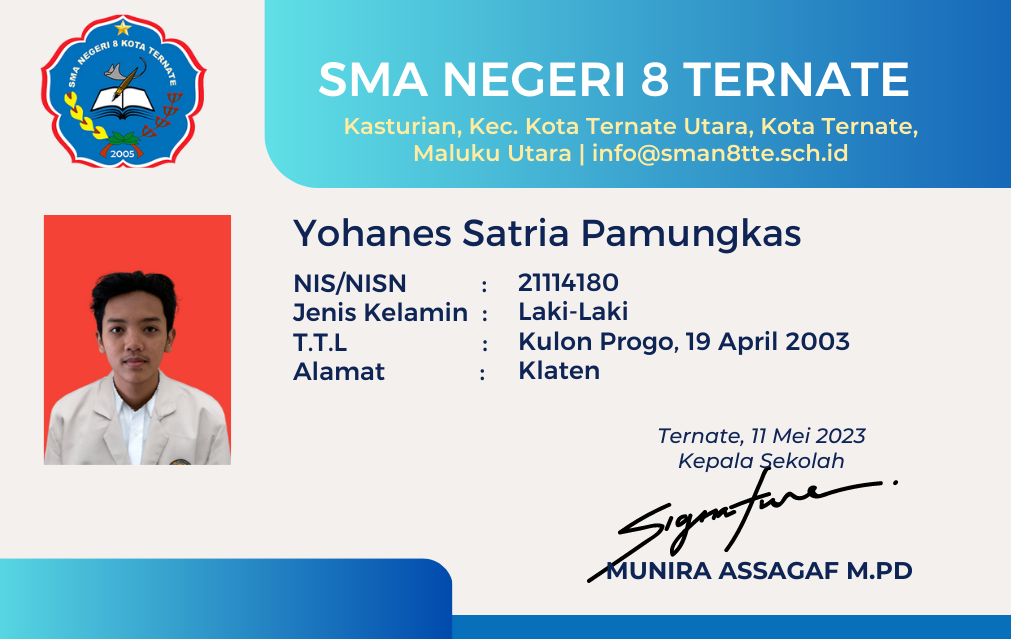 SMA NEGERI 8 KOTA TERNATE
2005
SMA NEGERI 8 TERNATE
Kasturian, Kec. Kota Ternate Utara, Kota Ternate,
Maluku Utara | info@sman8tte.sch.id
Yohanes Satria Pamungkas
NIS/NISN : 21114180
Jenis Kelamin : Laki-Laki
T.T.L : Kulon Progo, 19 April 2003
Alamat : Klaten
Ternate, 11 Mei 2023
Kepala Sekolah
Signature
MUNIRA ASSAGAF M.PD